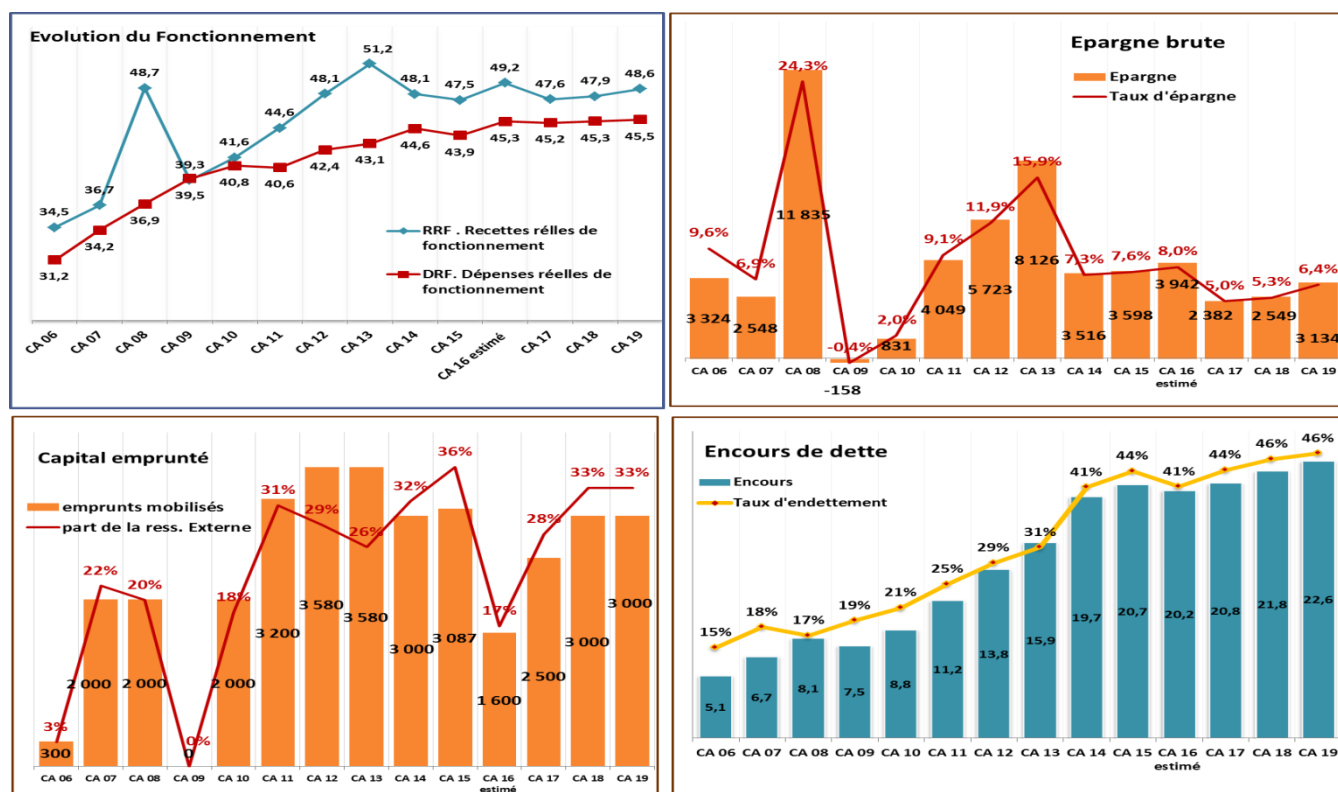 Evolution du Fonctionnement
51,2
48,7
48,1
49,2
48,1
47,5
47,6
47,9
48,6
44,6
41,6
39,3
36,7
34,5
45,3
45,2
45,3
45,5
44,6
43,9
43,1
42,4
40,8
40,6
39,5
36,9
34,2
31,2
RRF . Recettes rélles de
fonctionnement
DRF. Dépenses réelles de
fonctionnement
CA 06
CA 07
CA 08
CA 09
CA 10
CA 11
CA 12
CA 13
CA 14
CA 15
CA 16 estimé
CA 17
CA 18
CA 19
Epargne brute
Epargne
Taux d'épargne
9,6%
6,9%
24,3%
-0,4%
2,0%
9,1%
11,9%
15,9%
7,3%
7,6%
8,0%
5,0%
5,3%
6,4%
3 324
2 548
11 835
-158
831
4 049
5 723
8 126
3 516
3 598
3 942
2 382
2 549
3 134
CA 06
CA 07
CA 08
CA 09
CA 10
CA 11
CA 12
CA 13
CA 14
CA 15
CA 16
estimé
CA 17
CA 18
CA 19
Capital emprunté
emprunts mobilisés
part de la ress. Externe
3%
22%
20%
0%
18%
31%
29%
26%
32%
36%
17%
28%
33%
33%
300
2 000
2 000
0
2 000
3 200
3 580
3 580
3 000
3 087
1 600
2 500
3 000
3 000
CA 06
CA 07
CA 08
CA 09
CA 10
CA 11
CA 12
CA 13
CA 14
CA 15
CA 16
estimé
CA 17
CA 18
CA 19
Encours de dette
Encours
Taux d'endettement
15%
18%
17%
19%
21%
25%
29%
31%
41%
44%
41%
44%
46%
46%
5,1
6,7
8,1
7,5
8,8
11,2
13,8
15,9
19,7
20,7
20,2
20,8
21,8
22,6
CA 06
CA 07
CA 08
CA 09
CA 10
CA 11
CA 12
CA 13
CA 14
CA 15
CA 16
estimé
CA 17
CA 18
CA 19